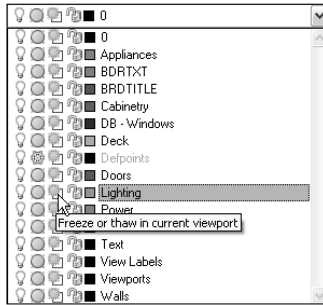 0
0
Appliances
BDRTXT
BRDTITLE
Cabinetry
DB - Windows
Deck
Defpoints
Doors
Lighting
Power
Freeze or thaw in current viewport
Text
View Labels
Viewports
Walls